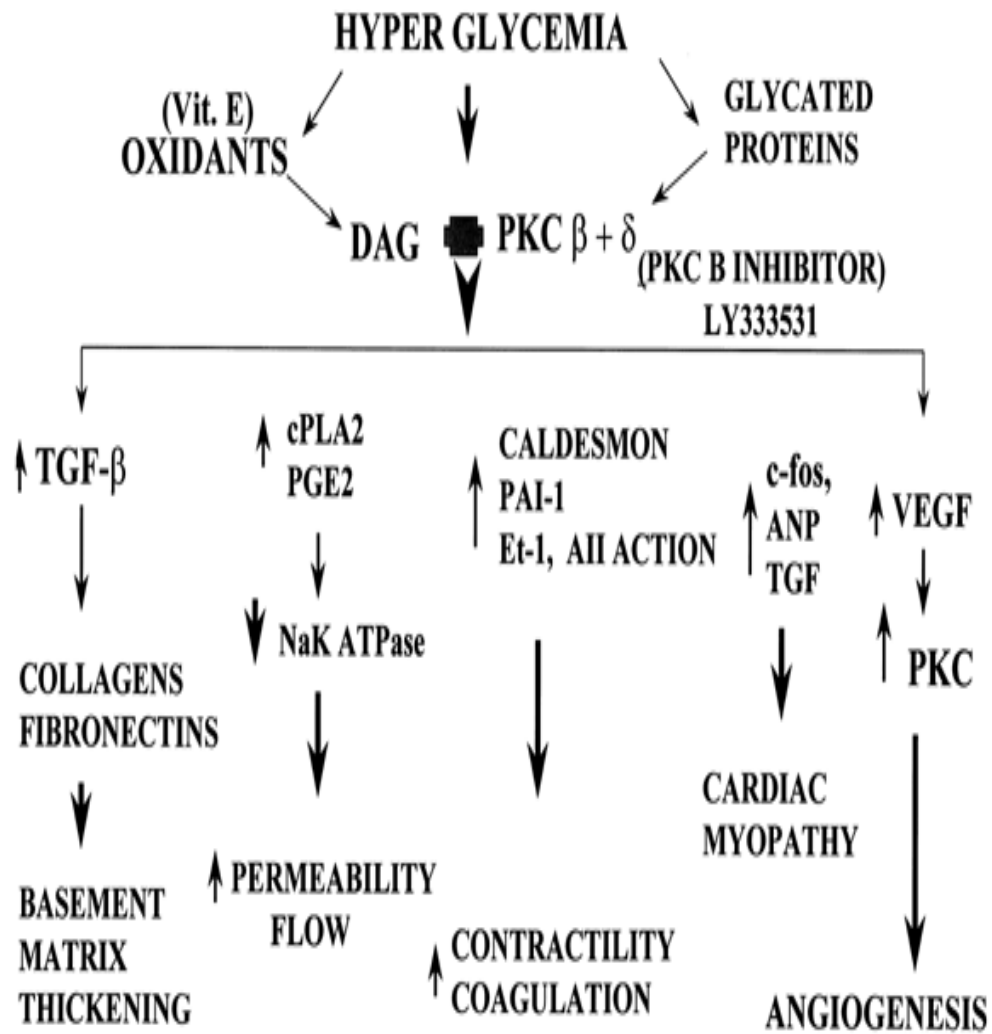 HYPER GLYCEMIA
(Vit. E)
OXIDANTS
GLYCATED
PROTEINS
DAG
PKC β + δ
(PKC B INHIBITOR)
LY333531
TGF-β
COLLAGENS
FIBRONECTINS
BASEMENT
MATRIX
THICKENING
cPLA2
PGE2
NaK ATPase
PERMEABILITY
FLOW
CALDESMON
PAI-1
Et-1, AII ACTION
CONTRACTILITY
COAGULATION
c-fos,
ANP
TGF
CARDIAC
MYOPATHY
VEGF
PKC
ANGIOGENESIS